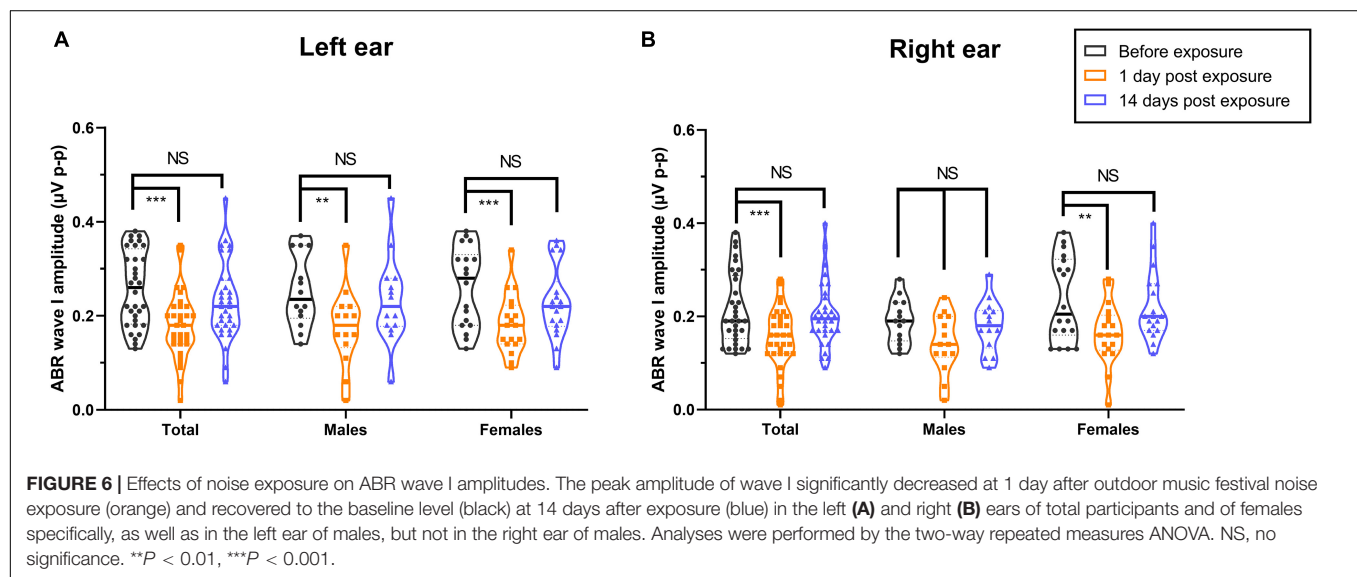 A
Left ear
B
Right ear
Before exposure
1 day post exposure
14 days post exposure
ABR wave I amplitude (µV p-p)
0.6
0.4
0.2
0.0
NS
***
NS
**
NS
***
Total
Males
Females
ABR wave I amplitude (µV p-p)
0.6
0.4
0.2
0.0
NS
***
NS
NS
**
Total
Males
Females
FIGURE 6 | Effects of noise exposure on ABR wave I amplitudes. The peak amplitude of wave I significantly decreased at 1 day after outdoor music festival noise
exposure (orange) and recovered to the baseline level (black) at 14 days after exposure (blue) in the left (A) and right (B) ears of total participants and of females
specifically, as well as in the left ear of males, but not in the right ear of males. Analyses were performed by the two-way repeated measures ANOVA. NS, no
significance. **P < 0.01, ***P < 0.001.